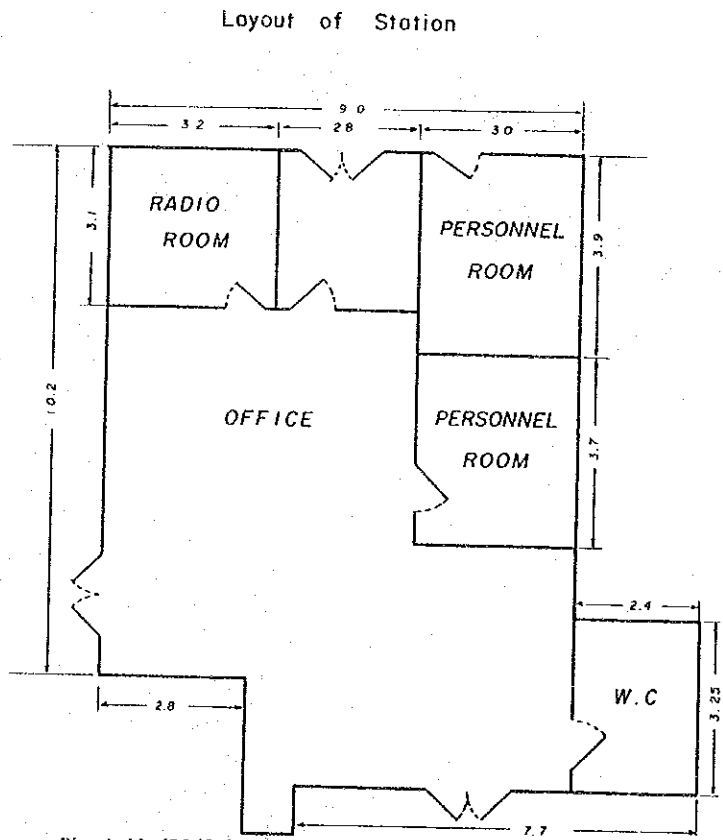 Layout of Station
9.0
3.2
2.8
3.0
3.1
RADIO
ROOM
PERSONNEL
ROOM
3.9
10.2
OFFICE
PERSONNEL
ROOM
3.7
2.4
W.C
3.25
2.8
7.7